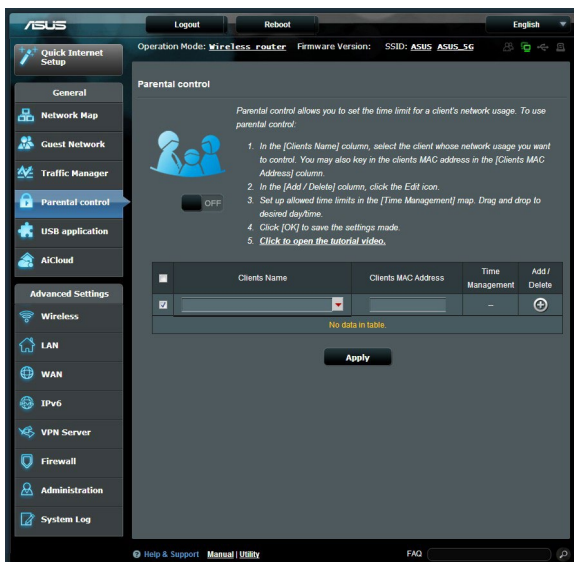 ASUS
Logout
Reboot
English
Quick Internet
Setup
Operation Mode: Wireless router Firmware Version: SSID: ASUS ASUS_5G
General
Network Map
Guest Network
Traffic Manager
Parental control
USB application
AiCloud
Advanced Settings
Wireless
LAN
WAN
IPv6
VPN Server
Firewall
Administration
System Log
Parental control
Parental control allows you to set the time limit for a client's network usage. To use
parental control:
1. In the [Clients Name] column, select the client whose network usage you want
to control. You may also key in the clients MAC address in the [Clients MAC
Address] column.
2. In the [Add / Delete] column, click the Edit icon.
3. Set up allowed time limits in the [Time Management] map. Drag and drop to
desired day/time.
4. Click [OK] to save the settings made.
5. Click to open the tutorial video.
OFF
Clients Name
Clients MAC Address
Time
Management
Add /
Delete
--
No data in table.
Apply
Help & Support Manual | Utility
FAQ